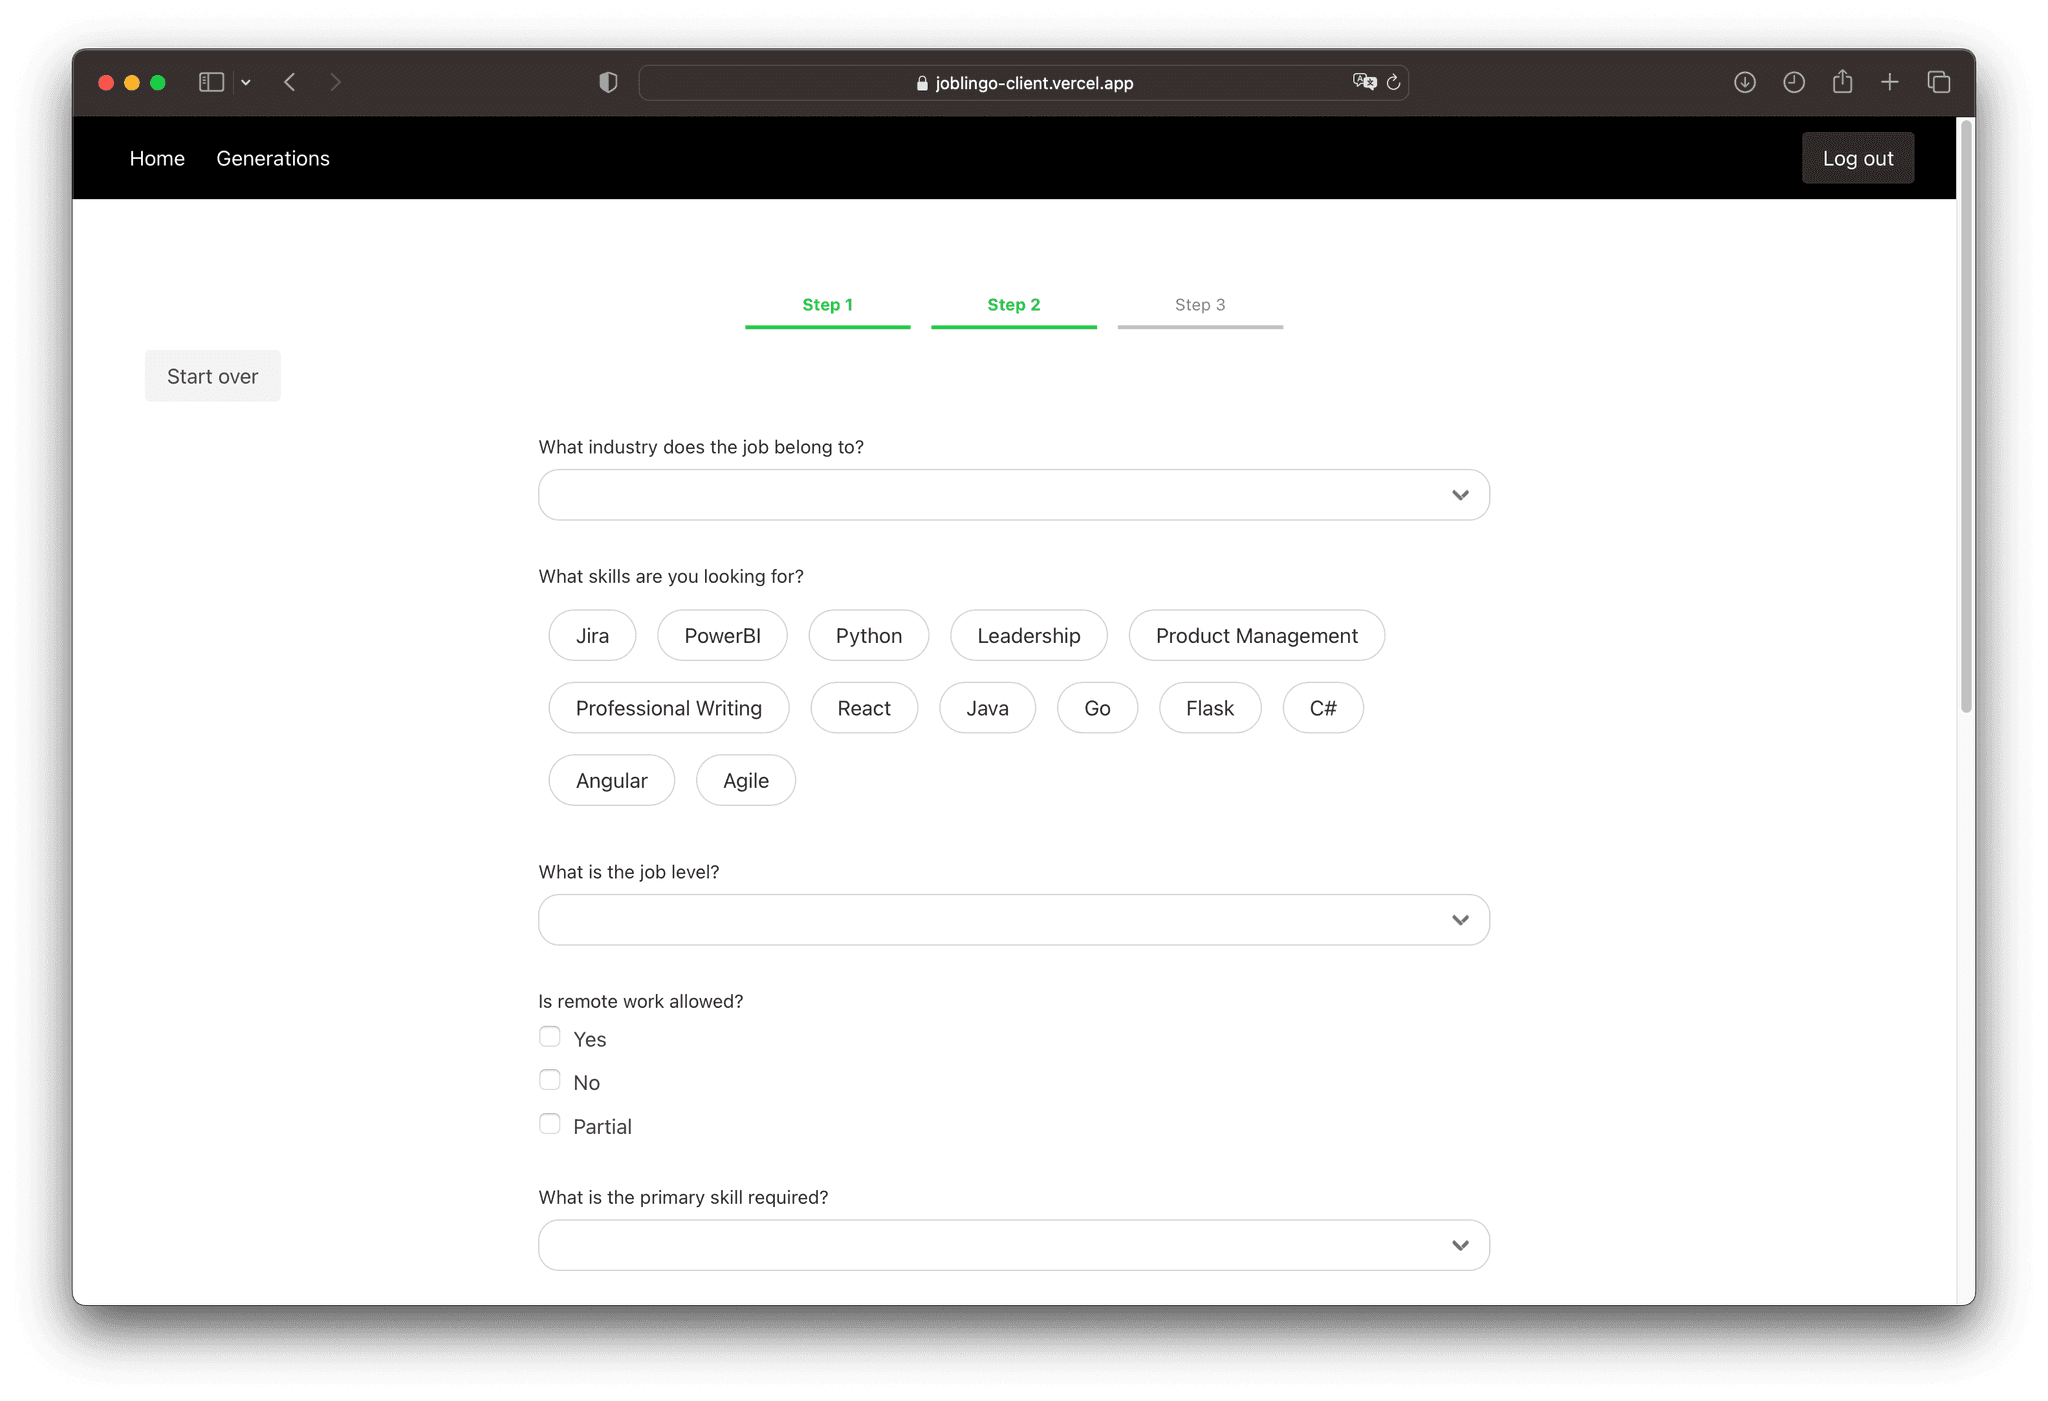 joblingo-client.vercel.app
Home Generations Log out
Step 1 Step 2 Step 3
Start over
What industry does the job belong to?
What skills are you looking for?
Jira PowerBI Python Leadership Product Management
Professional Writing React Java Go Flask C#
Angular Agile
What is the job level?
Is remote work allowed?
Yes
No
Partial
What is the primary skill required?